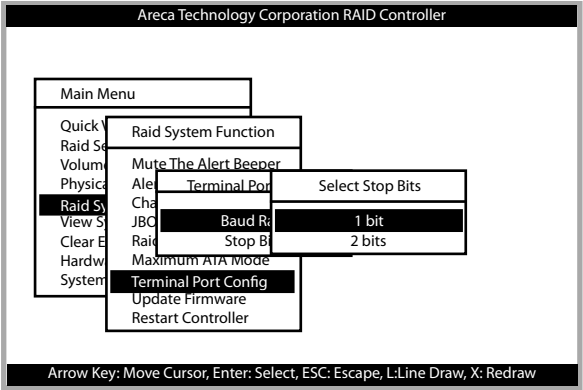 Areca Technology Corporation RAID Controller
Main Menu
Quick
Raid Se
Volum
Physica
Raid Sy
View S
Clear E
Hardw
System
Raid System Function
Mute The Alert Beeper
Aler
Cha
JBO
Raid
Maximum ATA Mode
Terminal Port Config
Update Firmware
Restart Controller
Terminal Por
Baud Ra
Stop Bi
Select Stop Bits
1 bit
2 bits
Arrow Key: Move Cursor, Enter: Select, ESC: Escape, L:Line Draw, X: Redraw